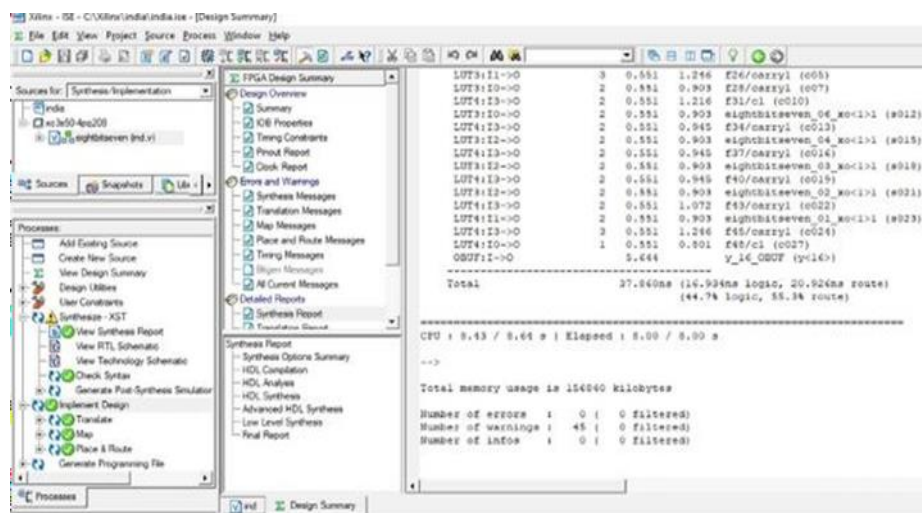 Xilinx - ISE - C:\Xilinx\india\india.ise - [Design Summary]
File Edit View Project Source Process Window Help
Sources for: Synthesis/Implementation
india
xc3s50-4pq208
eightbitseven (ind.v)
Sources Snapshots
Processes:
Add Existing Source
Create New Source
View Design Summary
Design Utilities
User Constraints
Synthesize - XST
View Synthesis Report
View RTL Schematic
View Technology Schematic
Check Syntax
Generate Post-Synthesis Simulation
Implement Design
Translate
Map
Place & Route
Generate Programming File
Processes
FPGA Design Summary
Design Overview
Summary
IOB Properties
Timing Constraints
Pinout Report
Clock Report
Errors and Warnings
Synthesis Messages
Translation Messages
Map Messages
Place and Route Messages
Timing Messages
Bitgen Messages
All Current Messages
Detailed Reports
Synthesis Report
Translation Report
Synthesis Report
Synthesis Options Summary
HDL Compilation
HDL Analysis
HDL Synthesis
Advanced HDL Synthesis
Low Level Synthesis
Final Report
LUT3:I1->O 3 0.551 1.246 f26/carry1 (c05)
LUT3:I0->O 2 0.551 0.903 f28/carry1 (c07)
LUT4:I3->O 2 0.551 1.216 f31/c1 (c010)
LUT3:I0->O 2 0.551 0.903 eightbitseven_06_xo<1>1 (s012)
LUT4:I3->O 2 0.551 0.945 f34/carry1 (c013)
LUT3:I2->O 2 0.551 0.903 eightbitseven_04_xo<1>1 (s015)
LUT4:I3->O 2 0.551 0.945 f37/carry1 (c016)
LUT3:I2->O 2 0.551 0.903 eightbitseven_03_xo<1>1 (s018)
LUT4:I3->O 2 0.551 0.945 f40/carry1 (c019)
LUT3:I2->O 2 0.551 0.903 eightbitseven_02_xo<1>1 (s021)
LUT4:I3->O 2 0.551 1.072 f43/carry1 (c022)
LUT4:I1->O 2 0.551 0.903 eightbitseven_01_xo<1>1 (s023)
LUT4:I3->O 3 0.551 1.246 f45/carry1 (c024)
LUT4:I0->O 1 0.551 0.801 f48/c1 (c027)
OBUF:I->O 5.644 y_16_OBUF (y<16>)
Total 37.860ns (16.934ns logic, 20.926ns route)
(44.7% logic, 55.3% route)
CPU : 8.43 / 8.64 s | Elapsed : 8.00 / 8.00 s
-->
Total memory usage is 156860 kilobytes
Number of errors : 0 ( 0 filtered)
Number of warnings : 45 ( 0 filtered)
Number of infos : 0 ( 0 filtered)
ind Design Summary